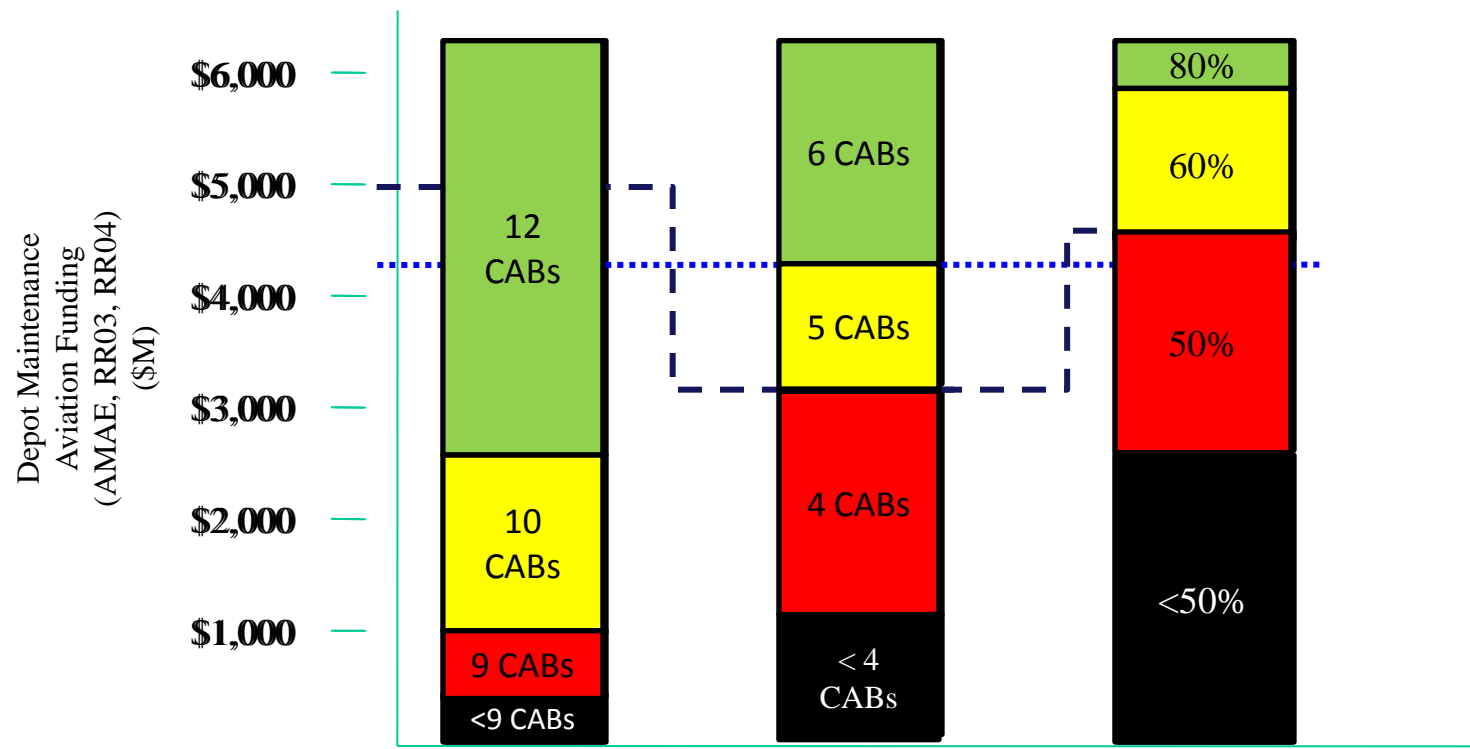 Depot Maintenance
Aviation Funding
(AMAE, RR03, RR04)
($M)
$6,000
$5,000
$4,000
$3,000
$2,000
$1,000
12
CABs
10
CABs
9 CABs
<9 CABs
6 CABs
5 CABs
4 CABs
< 4
CABs
80%
60%
50%
<50%